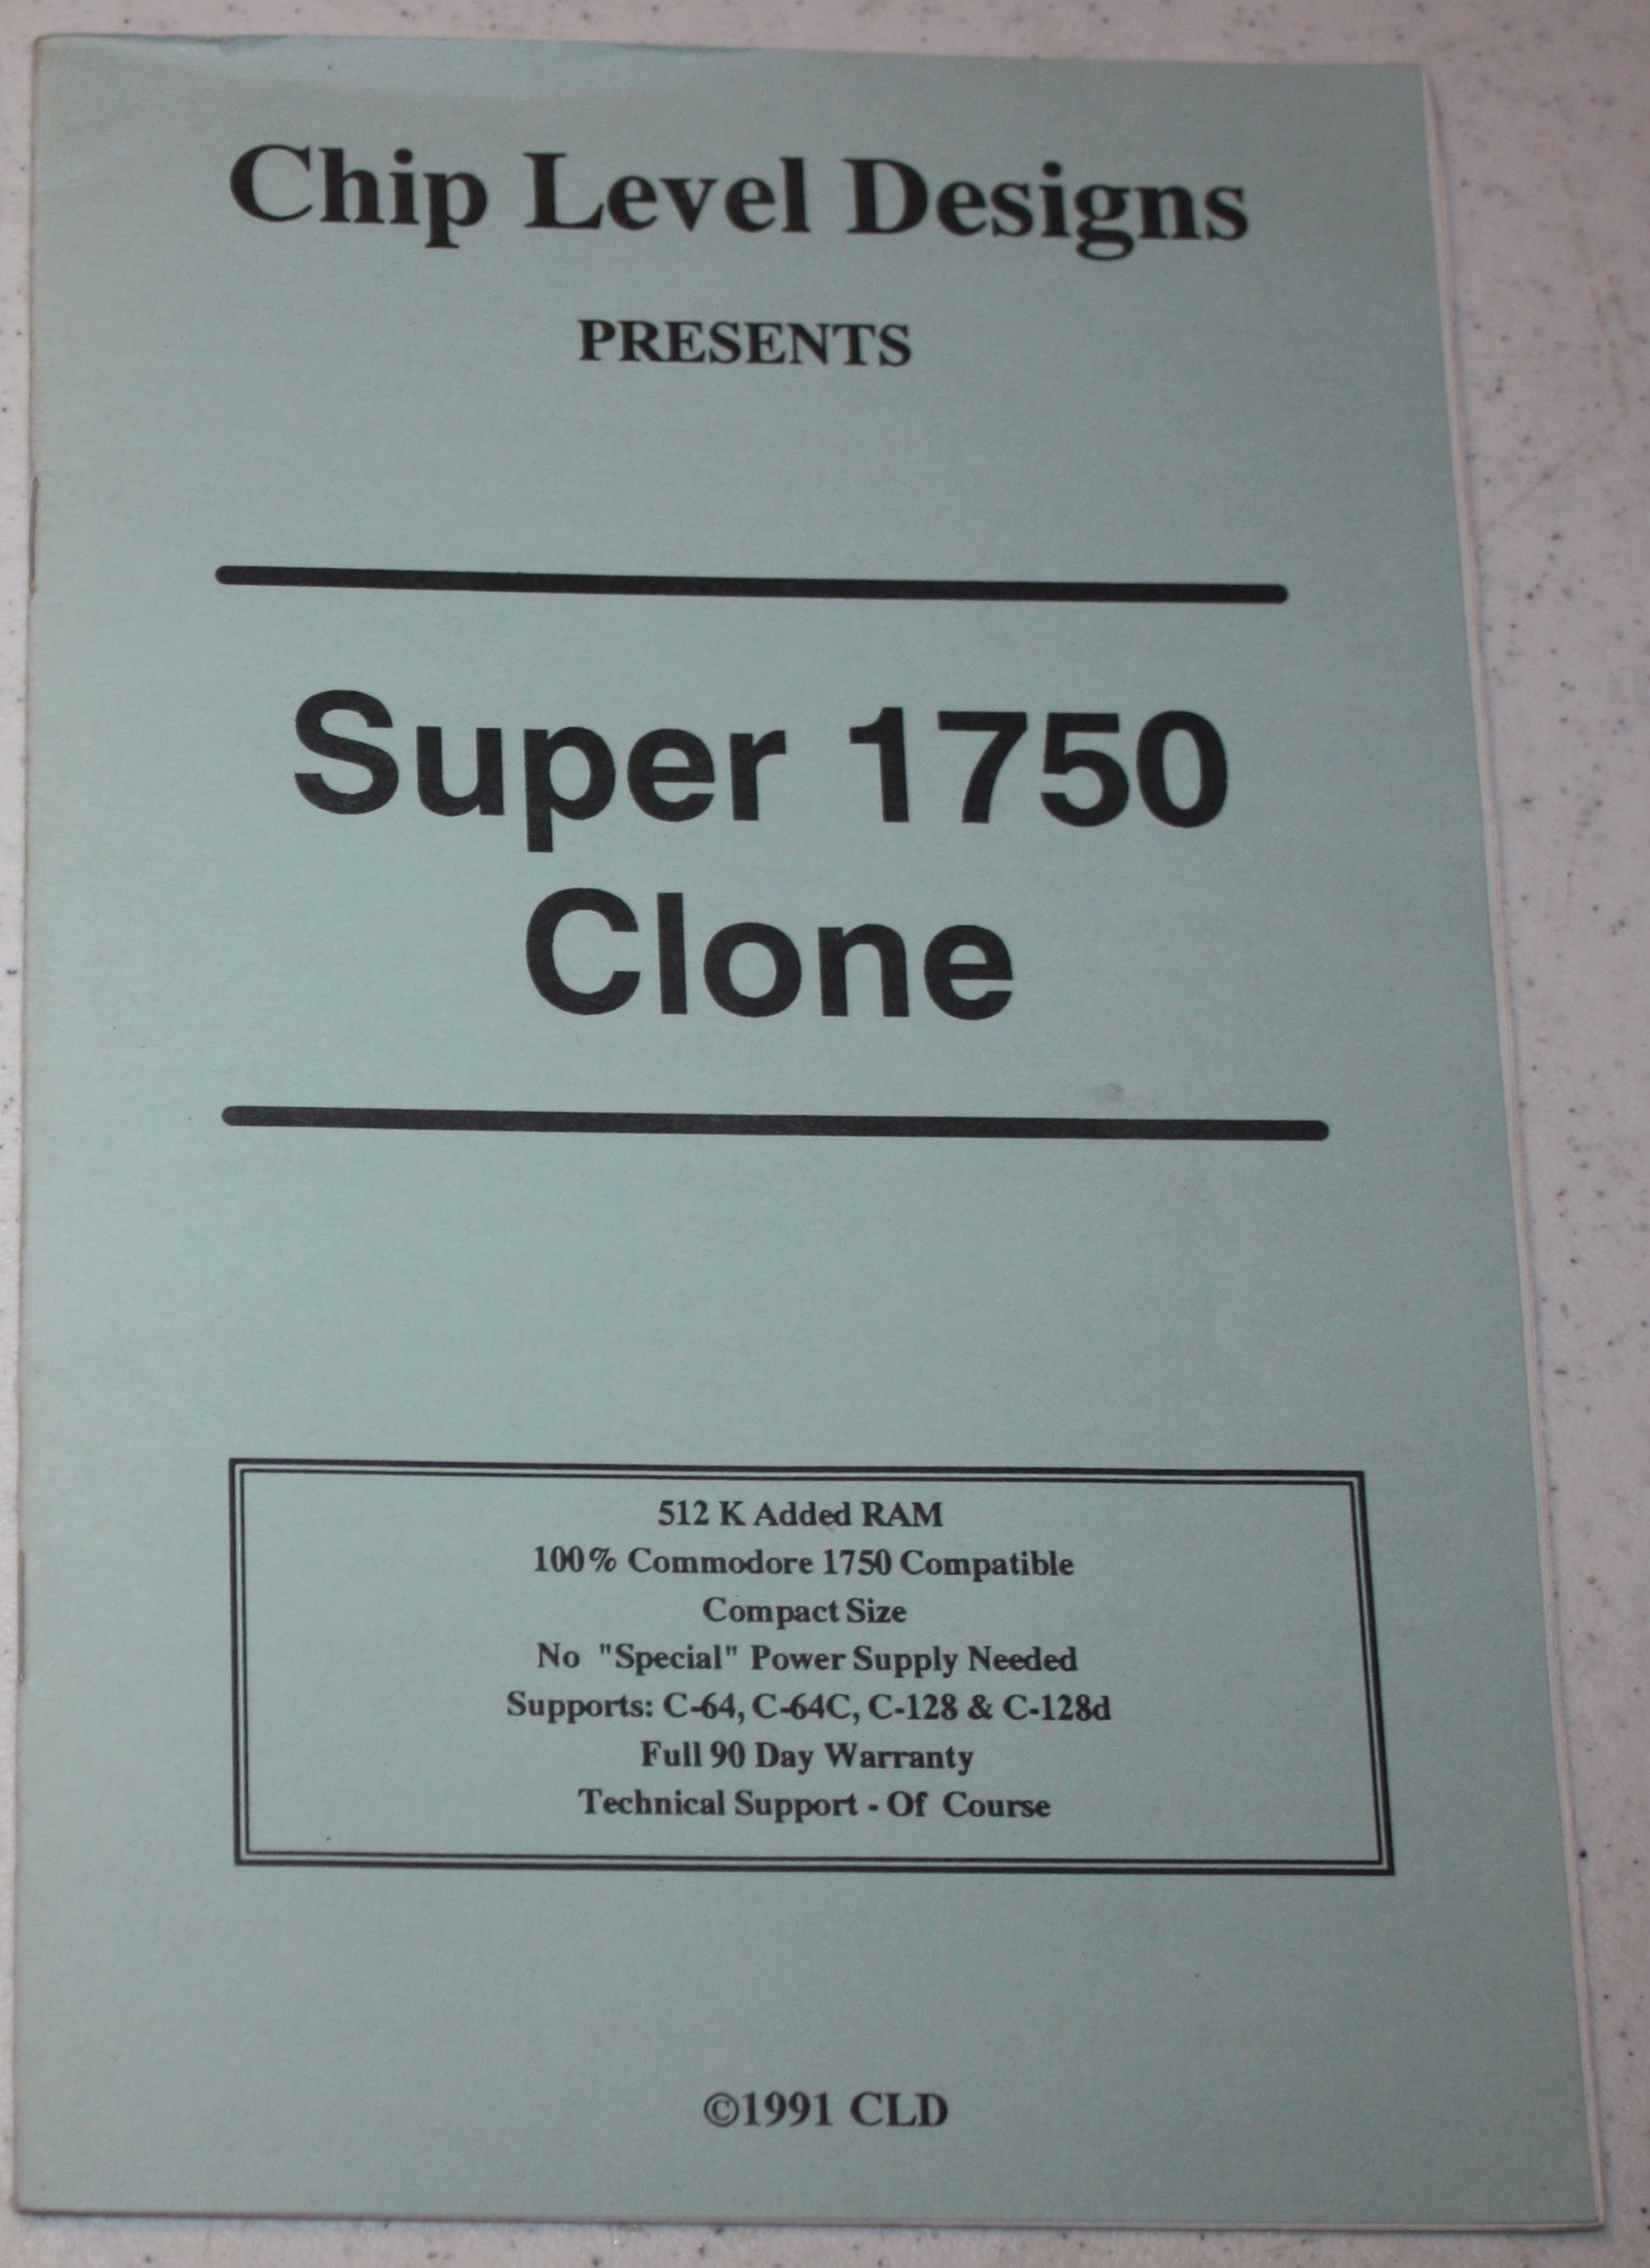 Chip Level Designs
PRESENTS
Super 1750
Clone
512 K Added RAM
100% Commodore 1750 Compatible
Compact Size
No "Special" Power Supply Needed
Supports: C-64, C-64C, C-128 & C-128d
Full 90 Day Warranty
Technical Support - Of Course
©1991 CLD